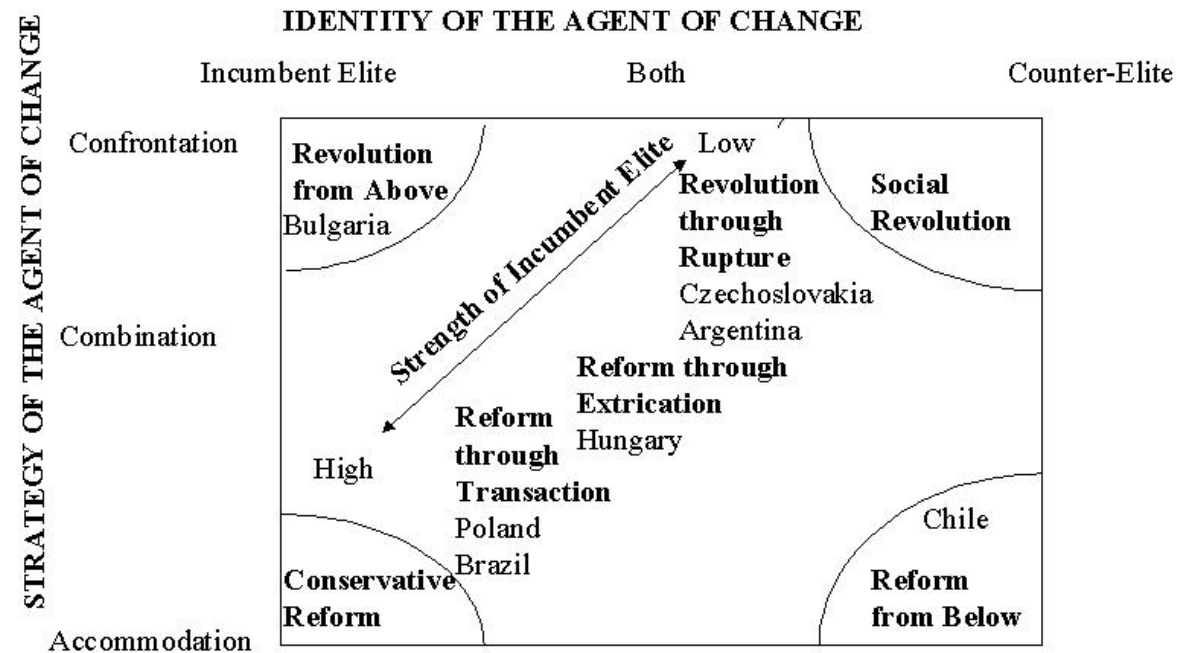 IDENTITY OF THE AGENT OF CHANGE
STRATEGY OF THE AGENT OF CHANGE
Incumbent Elite
Both
Counter-Elite
Confrontation
Combination
Accommodation
Revolution
from Above
Bulgaria
Strength of Incumbent Elite
Low
High
Revolution
through
Rupture
Czechoslovakia
Argentina
Social
Revolution
Reform through
Extrication
Hungary
Reform
through
Transaction
Poland
Brazil
Conservative
Reform
Chile
Reform
from Below